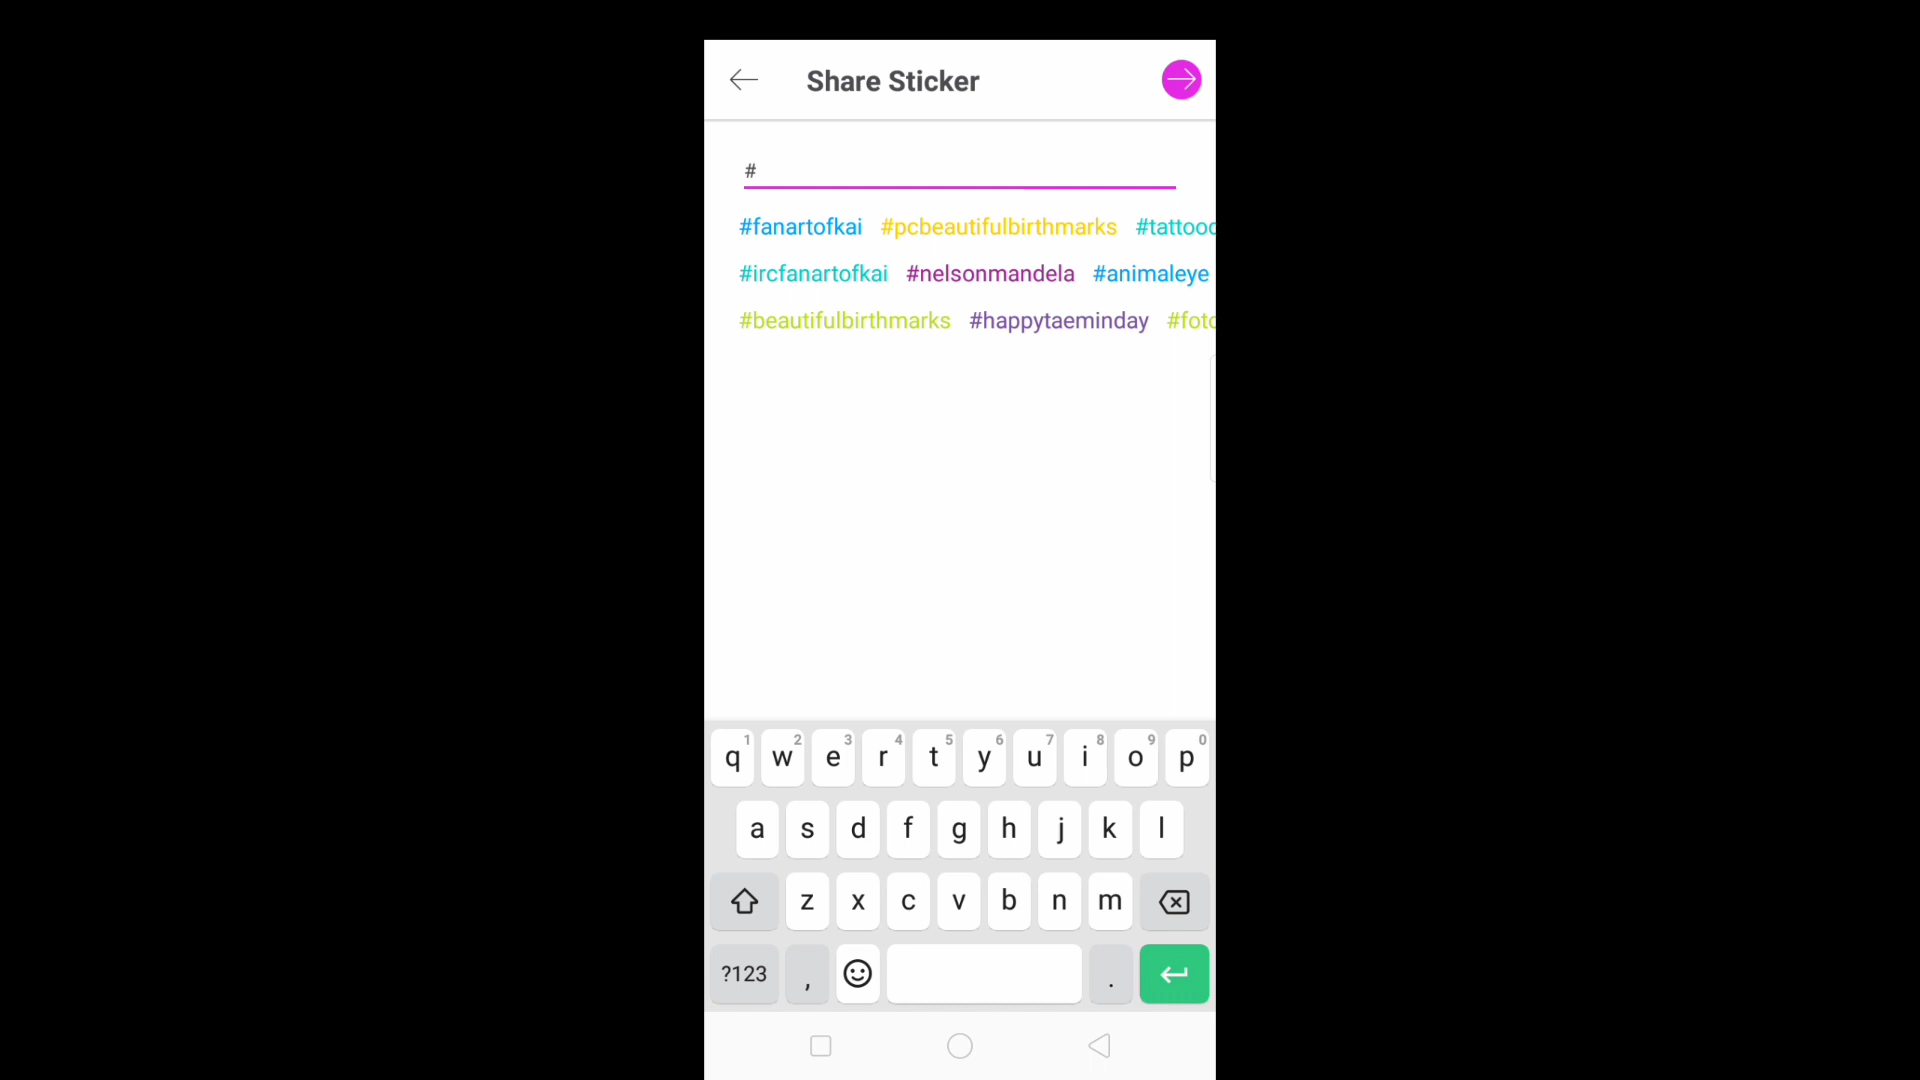 Share Sticker
#
#fanartofkai #pcbeautifulbirthmarks
#ircfanartofkai #nelsonmandela #animaleye
#beautifulbirthmarks #happytaeminday
q 1 w 2 e 3 r 4 t 5 y 6 u 7 i 8 o 9 p 0
a s d f g h j k l
z x c v b n m
?123 , .